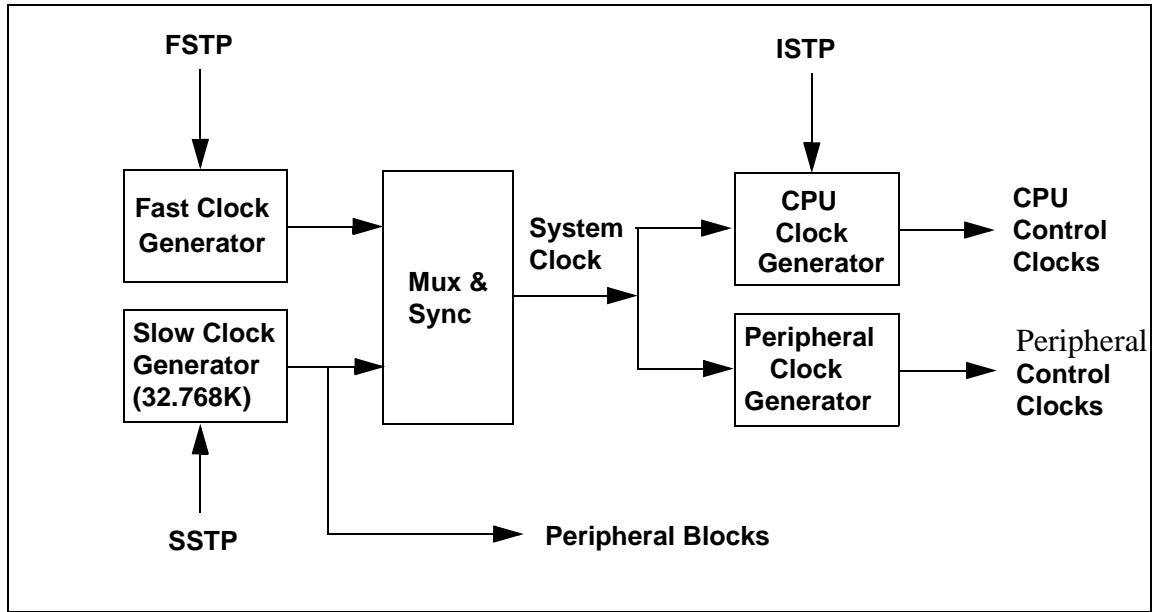 FSTP
ISTP
Fast Clock
Generator
Mux &
Sync
System
Clock
CPU
Clock
Generator
CPU
Control
Clocks
Slow Clock
Generator
(32.768K)
Peripheral
Clock
Generator
Peripheral
Control
Clocks
SSTP
Peripheral Blocks